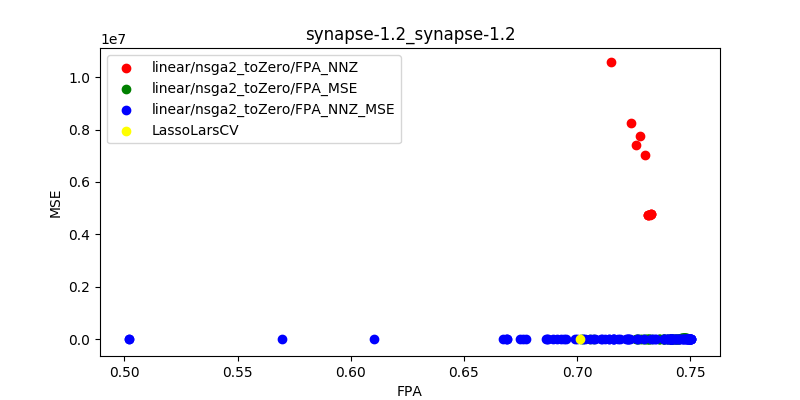 synapse-1.2_synapse-1.2
1e7
linear/nsga2_toZero/FPA_NNZ
linear/nsga2_toZero/FPA_MSE
linear/nsga2_toZero/FPA_NNZ_MSE
LassoLarsCV
1.0
0.8
0.6
0.4
0.2
0.0
MSE
0.50
0.55
0.60
0.65
0.70
0.75
FPA